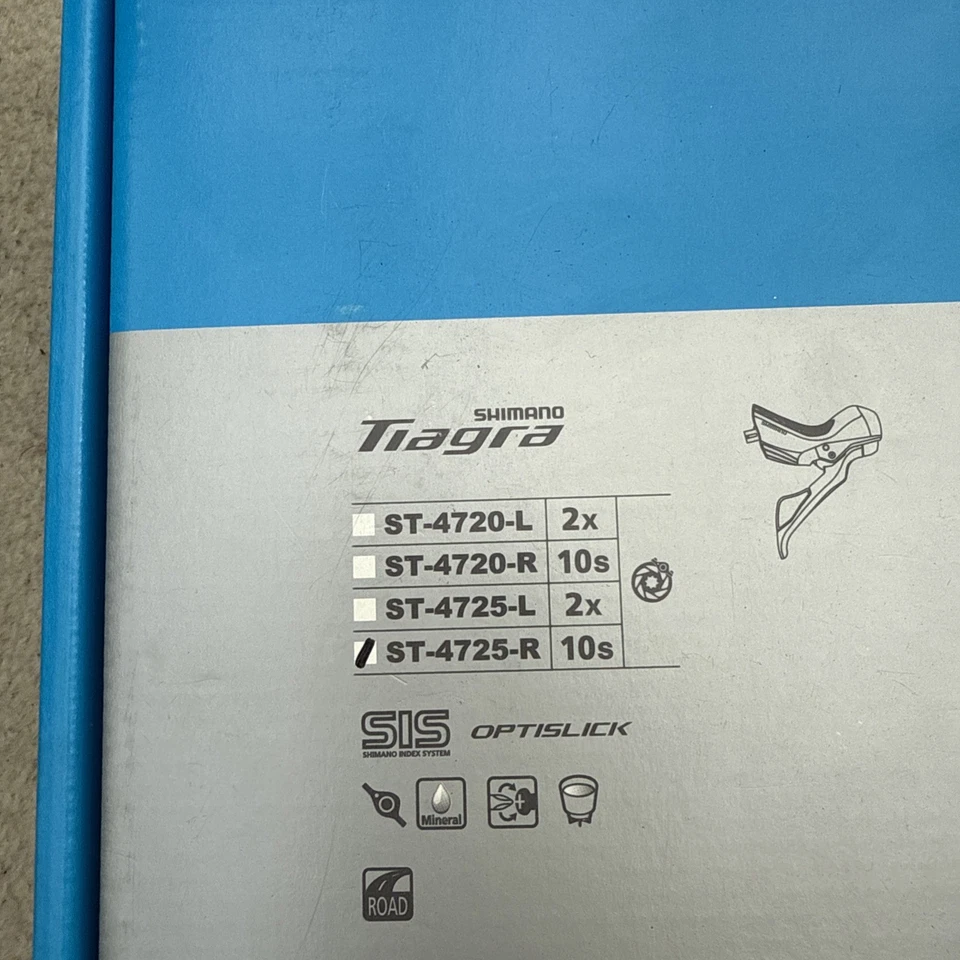 SHIMANO
Tiagra
ST-4720-L 2x
ST-4720-R 10s
ST-4725-L 2x
ST-4725-R 10s
SIS OPTISLICK
SHIMANO INDEX SYSTEM
Mineral
ROAD